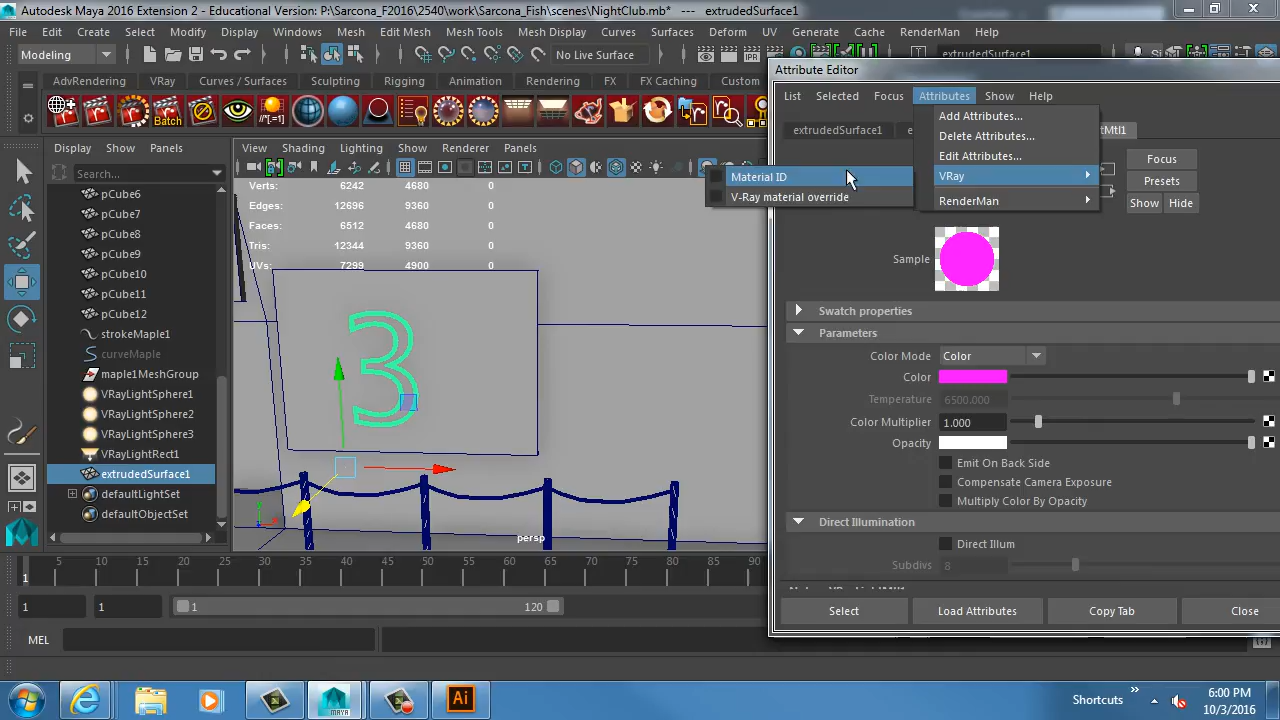 Autodesk Maya 2016 Extension 2 - Educational Version: P:\Sarcona_F2016\2540\work\Sarcona_Fish\scenes\NightClub.mb* --- extrudedSurface1
File Edit Create Select Modify Display Windows Mesh Edit Mesh Mesh Tools Mesh Display Curves Surfaces Deform UV Generate Cache RenderMan Help
Modeling No Live Surface extrudedSurface1
AdvRendering VRay Curves / Surfaces Sculpting Rigging Animation Rendering FX FX Caching Custom
Batch
Display Show Panels
Search...
pCube6
pCube7
pCube8
pCube9
pCube10
pCube11
pCube12
strokeMaple1
curveMaple
maple1MeshGroup
VRayLightSphere1
VRayLightSphere2
VRayLightSphere3
VRayLightRect1
extrudedSurface1
defaultLightSet
defaultObjectSet
View Shading Lighting Show Renderer Panels
Verts: 6242 4680 0
Edges: 12696 9360 0
Faces: 6512 4680 0
Tris: 12344 9360 0
UVs: 7299 4900 0
3
persp
Attribute Editor
List Selected Focus Attributes Show Help
Add Attributes...
Delete Attributes...
Edit Attributes...
VRay
RenderMan
Material ID
V-Ray material override
extrudedSurface1 tMtl1
Focus
Presets
Show Hide
Sample
Swatch properties
Parameters
Color Mode Color
Color
Temperature 6500.000
Color Multiplier 1.000
Opacity
Emit On Back Side
Compensate Camera Exposure
Multiply Color By Opacity
Direct Illumination
Direct Illum
Subdivs 8
Select Load Attributes Copy Tab Close
5 10 15 20 25 30 35 40 45 50 55 60 65 70 75 80 85 90
1
1 1 1 120
MEL
Ai
MAYA
Shortcuts
6:00 PM
10/3/2016